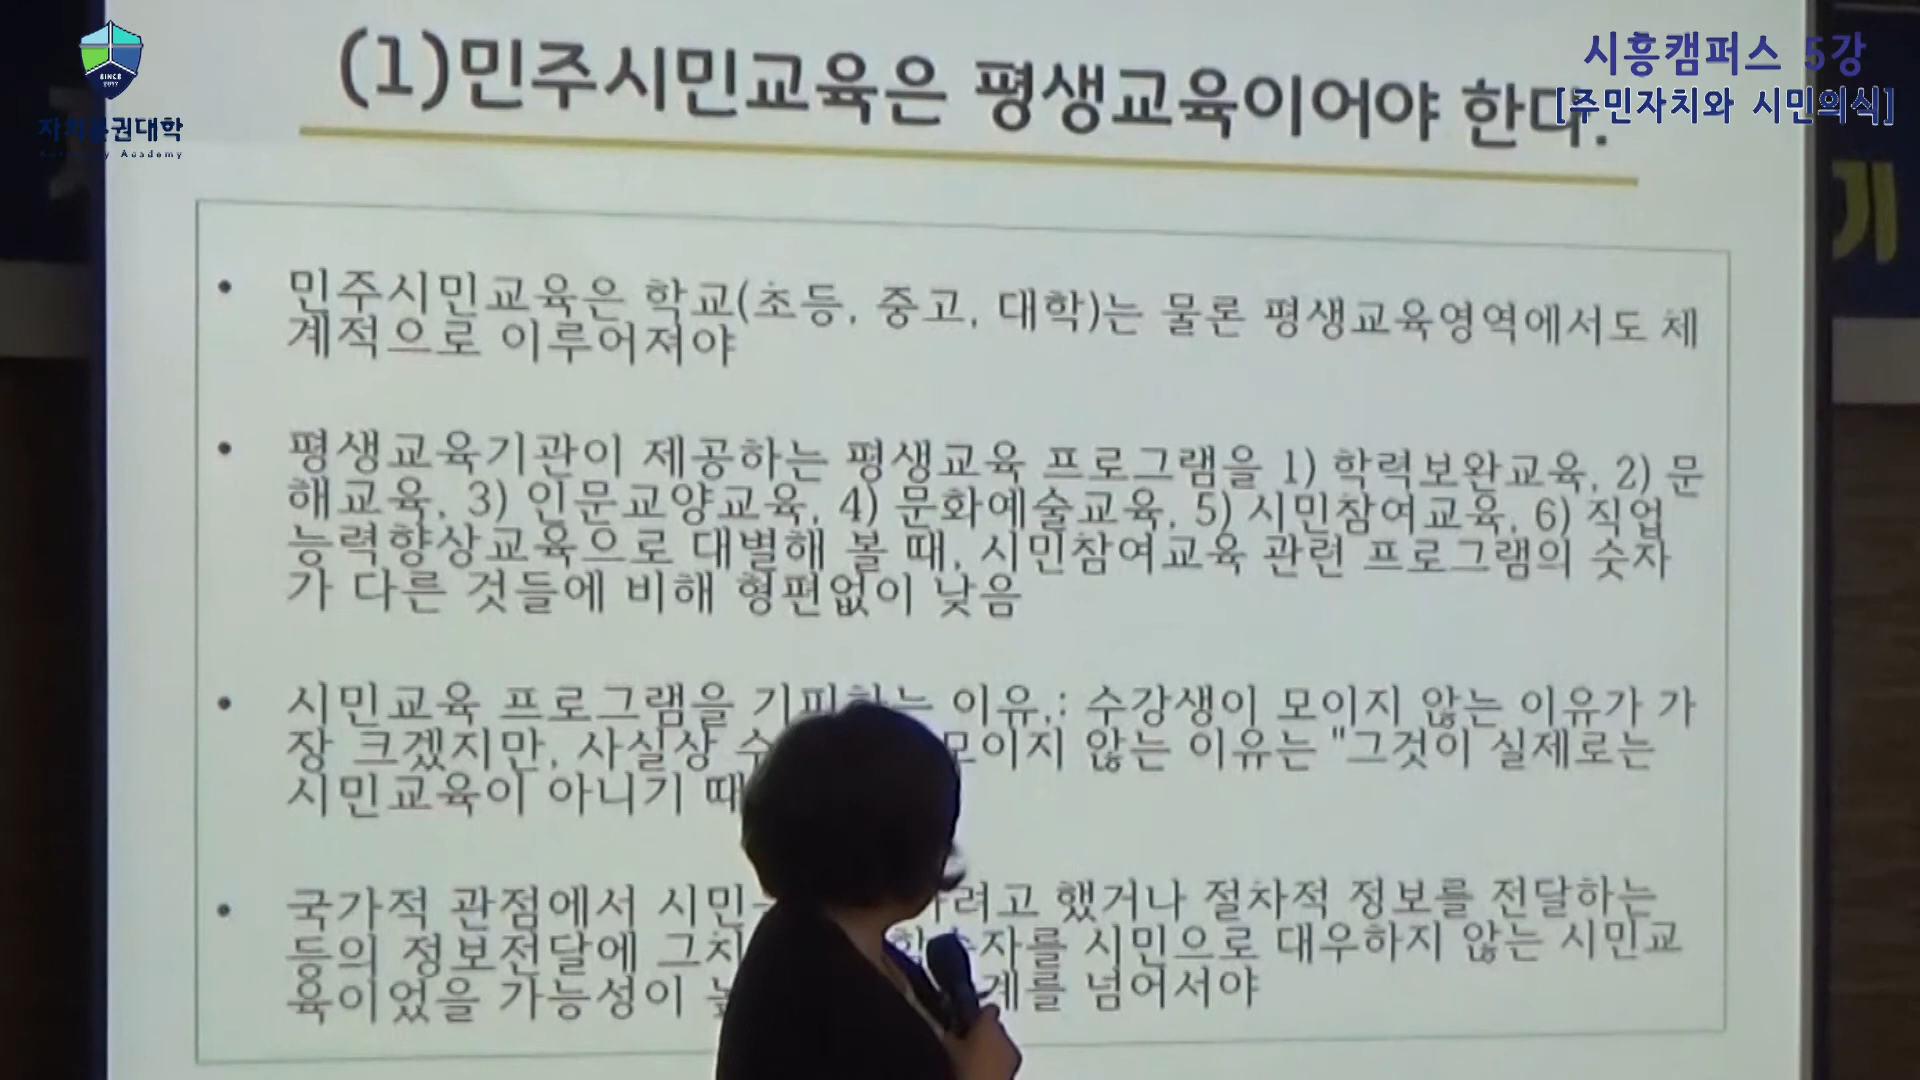 SINCE
2017
자치분권대학
Autonomy Academy
시흥캠퍼스 5강
[주민자치와 시민의식]
기
(1)민주시민교육은 평생교육이어야 한다.
• 민주시민교육은 학교(초등, 중고, 대학)는 물론 평생교육영역에서도 체
계적으로 이루어져야
• 평생교육기관이 제공하는 평생교육 프로그램을 1) 학력보완교육, 2) 문
해교육, 3) 인문교양교육, 4) 문화예술교육, 5) 시민참여교육, 6) 직업
능력향상교육으로 대별해 볼 때, 시민참여교육 관련 프로그램의 숫자
가 다른 것들에 비해 형편없이 낮음
• 시민교육 프로그램을 기피하는 이유.: 수강생이 모이지 않는 이유가 가
장 크겠지만, 사실상 모이지 않는 이유는 "그것이 실제로는
시민교육이 아니기 때
• 국가적 관점에서 시민 려고 했거나 절차적 정보를 전달하는
등의 정보전달에 그치 자를 시민으로 대우하지 않는 시민교
육이었을 가능성이 계를 넘어서야